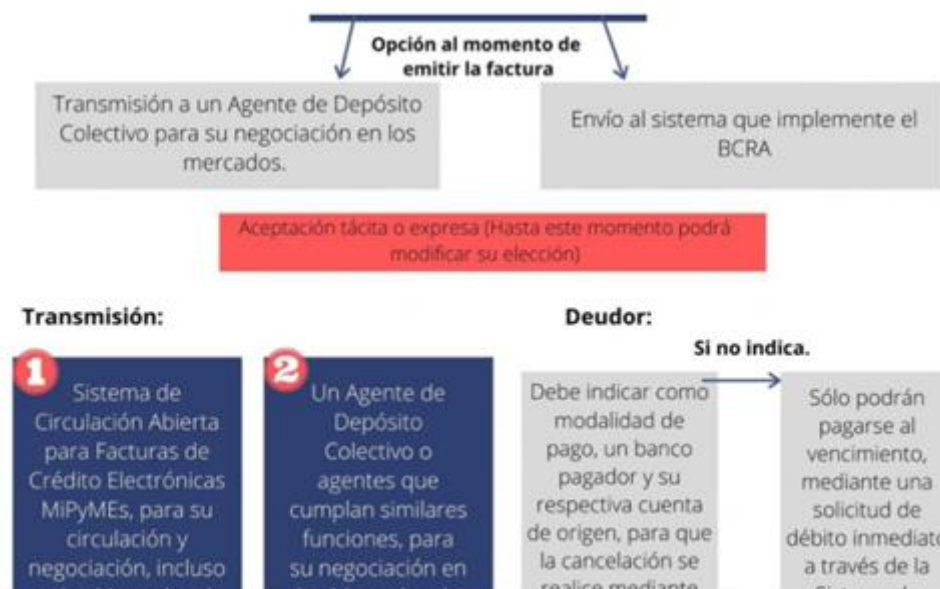 Opción al momento de
emitir la factura
Transmisión a un Agente de Depósito
Colectivo para su negociación en los
mercados.
Envío al sistema que implemente el
BCRA
Aceptación tácita o expresa (Hasta este momento podrá
modificar su elección)
Transmisión:
1
Sistema de
Circulación Abierta
para Facturas de
Crédito Electrónicas
MiPyMEs, para su
circulación y
negociación, incluso
2
Un Agente de
Depósito
Colectivo o
agentes que
cumplan similares
funciones, para
su negociación en
Deudor:
Si no indica.
Debe indicar como
modalidad de
pago, un banco
pagador y su
respectiva cuenta
de origen, para que
la cancelación se
realice mediante
Sólo podrán
pagarse al
vencimiento,
mediante una
solicitud de
débito inmediato
a través de la